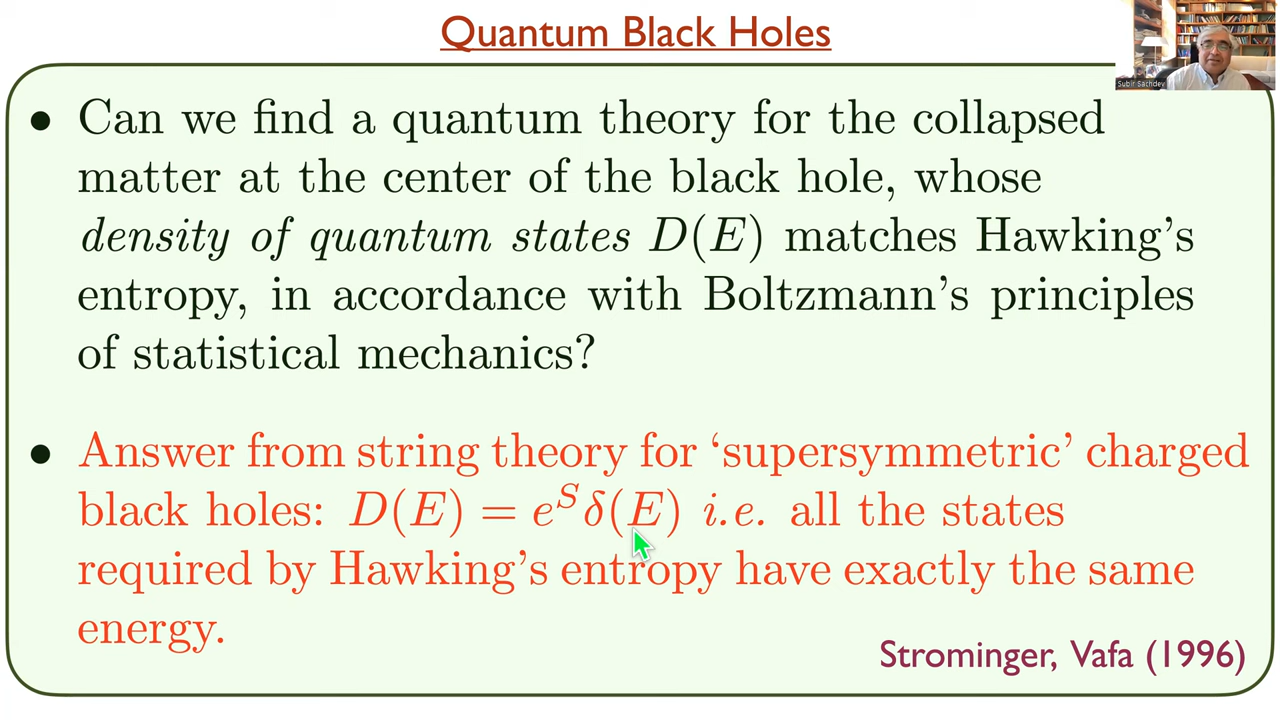 Quantum Black Holes
Subir Sachdev
• Can we find a quantum theory for the collapsed
matter at the center of the black hole, whose
density of quantum states D(E) matches Hawking's
entropy, in accordance with Boltzmann's principles
of statistical mechanics?
• Answer from string theory for ‘supersymmetric’ charged
black holes: D(E) = e^S δ(E) i.e. all the states
required by Hawking's entropy have exactly the same
energy.
Strominger, Vafa (1996)